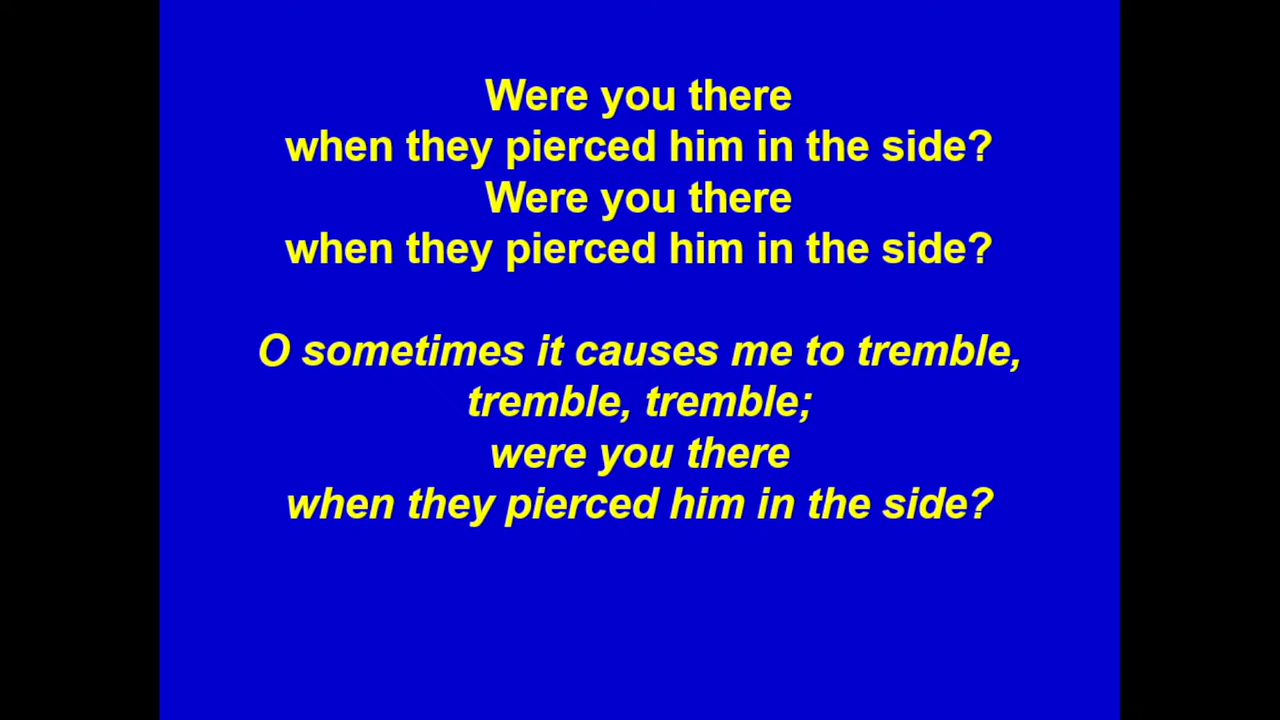 Were you there
when they pierced him in the side?
Were you there
when they pierced him in the side?
O sometimes it causes me to tremble,
tremble, tremble;
were you there
when they pierced him in the side?